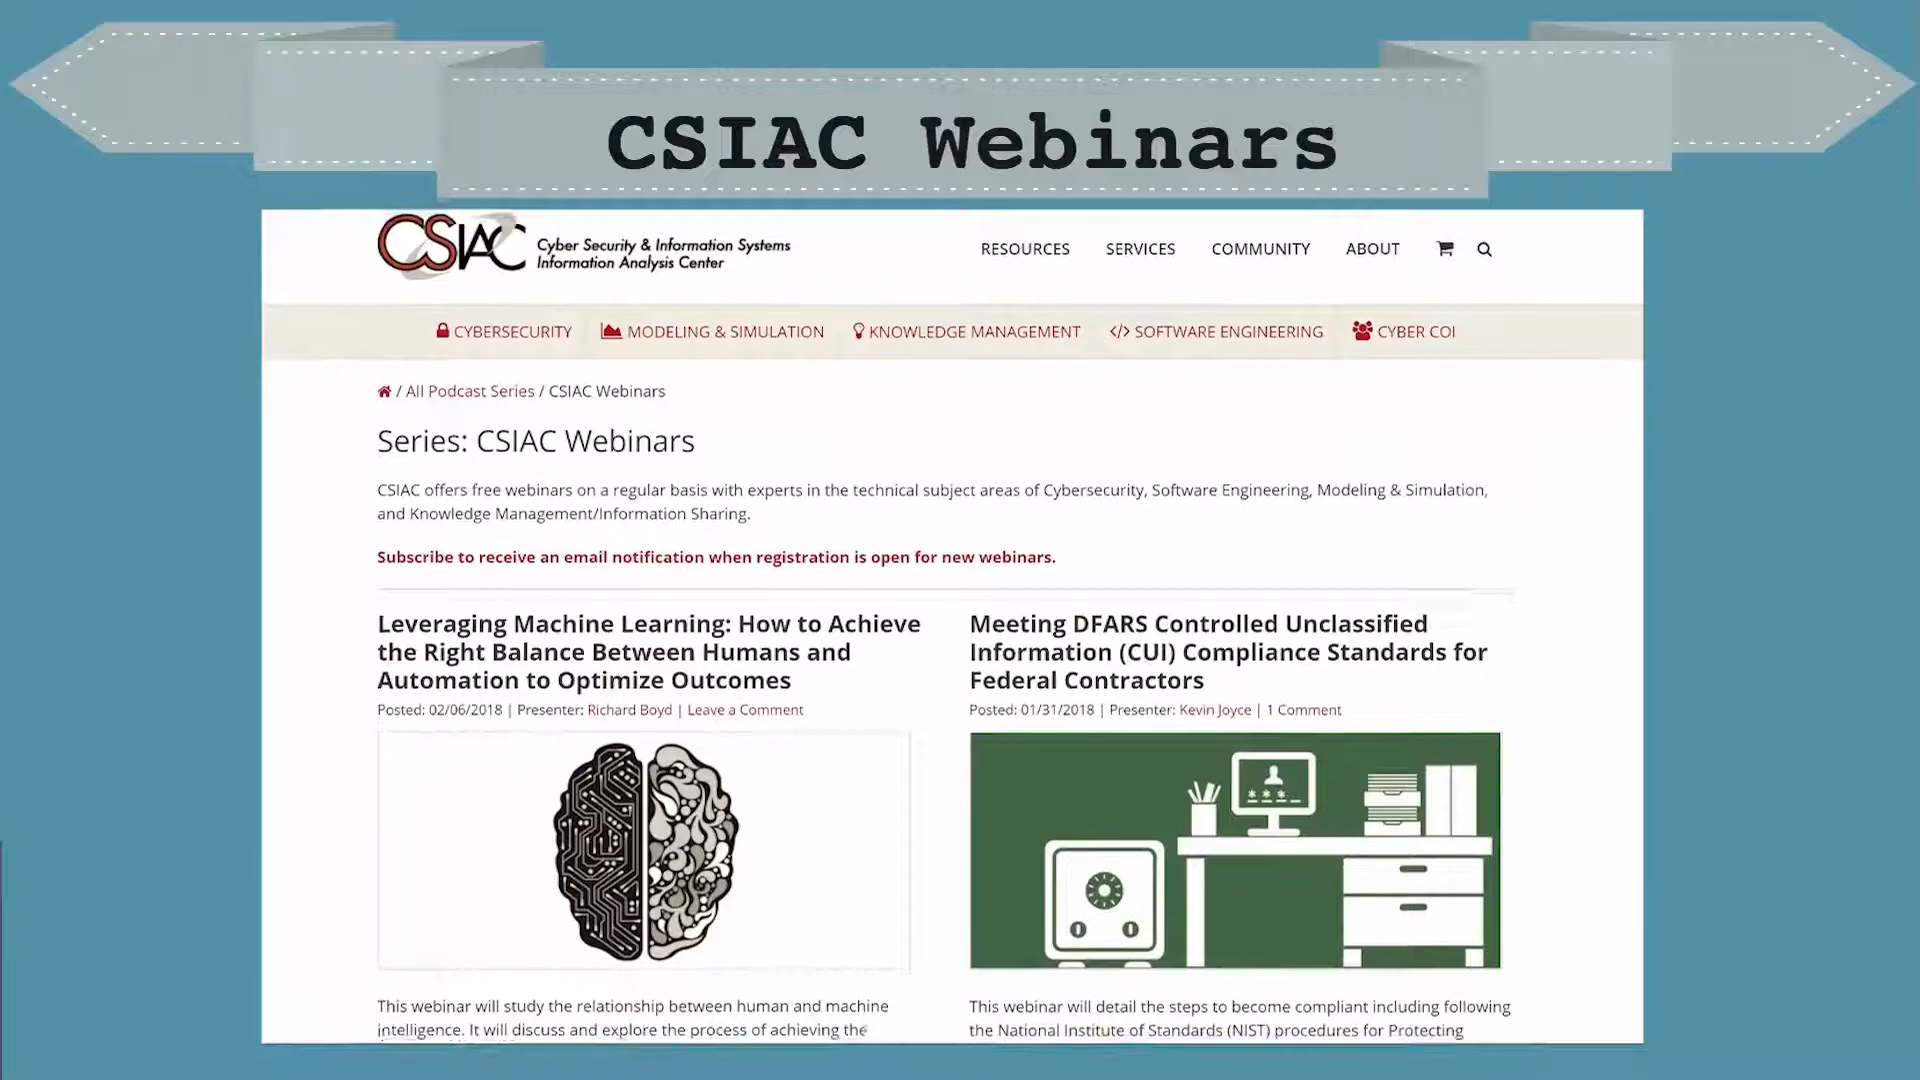 CSIAC Webinars
CSIAC Cyber Security & Information Systems
Information Analysis Center
RESOURCES SERVICES COMMUNITY ABOUT
CYBERSECURITY MODELING & SIMULATION KNOWLEDGE MANAGEMENT </> SOFTWARE ENGINEERING CYBER COI
/ All Podcast Series / CSIAC Webinars
Series: CSIAC Webinars
CSIAC offers free webinars on a regular basis with experts in the technical subject areas of Cybersecurity, Software Engineering, Modeling & Simulation,
and Knowledge Management/Information Sharing.
Subscribe to receive an email notification when registration is open for new webinars.
Leveraging Machine Learning: How to Achieve
the Right Balance Between Humans and
Automation to Optimize Outcomes
Posted: 02/06/2018 | Presenter: Richard Boyd | Leave a Comment
This webinar will study the relationship between human and machine
intelligence. It will discuss and explore the process of achieving the
Meeting DFARS Controlled Unclassified
Information (CUI) Compliance Standards for
Federal Contractors
Posted: 01/31/2018 | Presenter: Kevin Joyce | 1 Comment
***_
This webinar will detail the steps to become compliant including following
the National Institute of Standards (NIST) procedures for Protecting